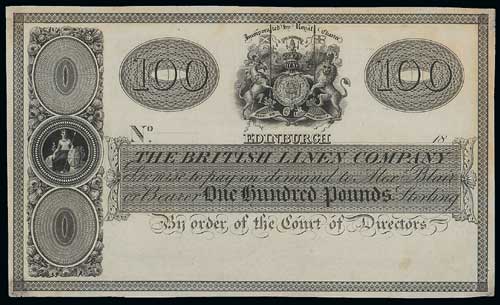 Incorporated by Royal Charter
100 100
No
EDINBURGH 18
THE BRITISH LINEN COMPANY
Promise to pay on demand to Alexr Blair
or Bearer One Hundred Pounds Sterling
By order of the Court of Directors